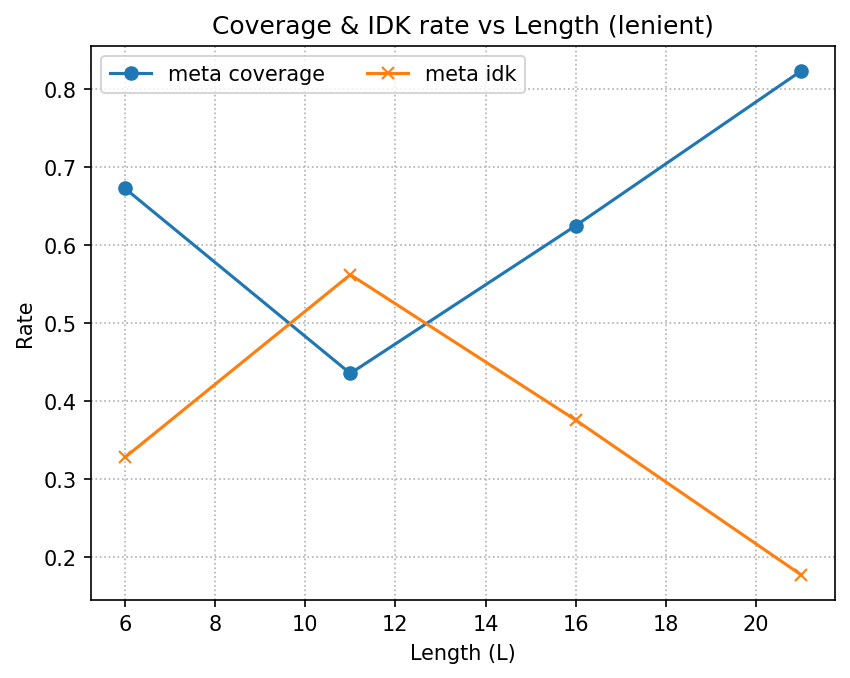 Coverage & IDK rate vs Length (lenient)
meta coverage meta idk
0.8
0.7
0.6
0.5
0.4
0.3
0.2
Rate
6 8 10 12 14 16 18 20
Length (L)